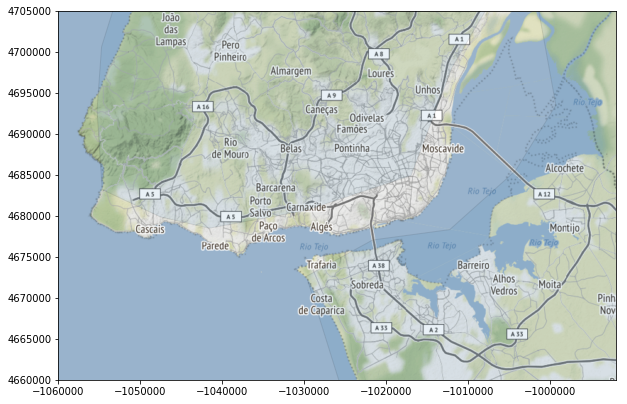 4705000
4700000
4695000
4690000
4685000
4680000
4675000
4670000
4665000
4660000
João
das
Lampas
Pero
Pinheiro
Almargem
A 8
Loures
A 1
A 9
Caneças
Unhos
A 16
Odivelas
Famões
A 1
Rio Tejo
Rio
de Mouro
Belas
Pontinha
Moscavide
Alcochete
Barcarena
A 5
Porto
Salvo
Carnaxide
Rio Tejo
A 12
A 5
Cascais
Paço
de Arcos
Algés
Montijo
Parede
Rio Tejo
Rio Tejo
Rio Tejo
Trafaria
A 38
Barreiro
Sobreda
Alhos
Vedros
Moita
Costa
de Caparica
Pinh
Nov
A 33
A 2
A 33
−1060000
−1050000
−1040000
−1030000
−1020000
−1010000
−1000000